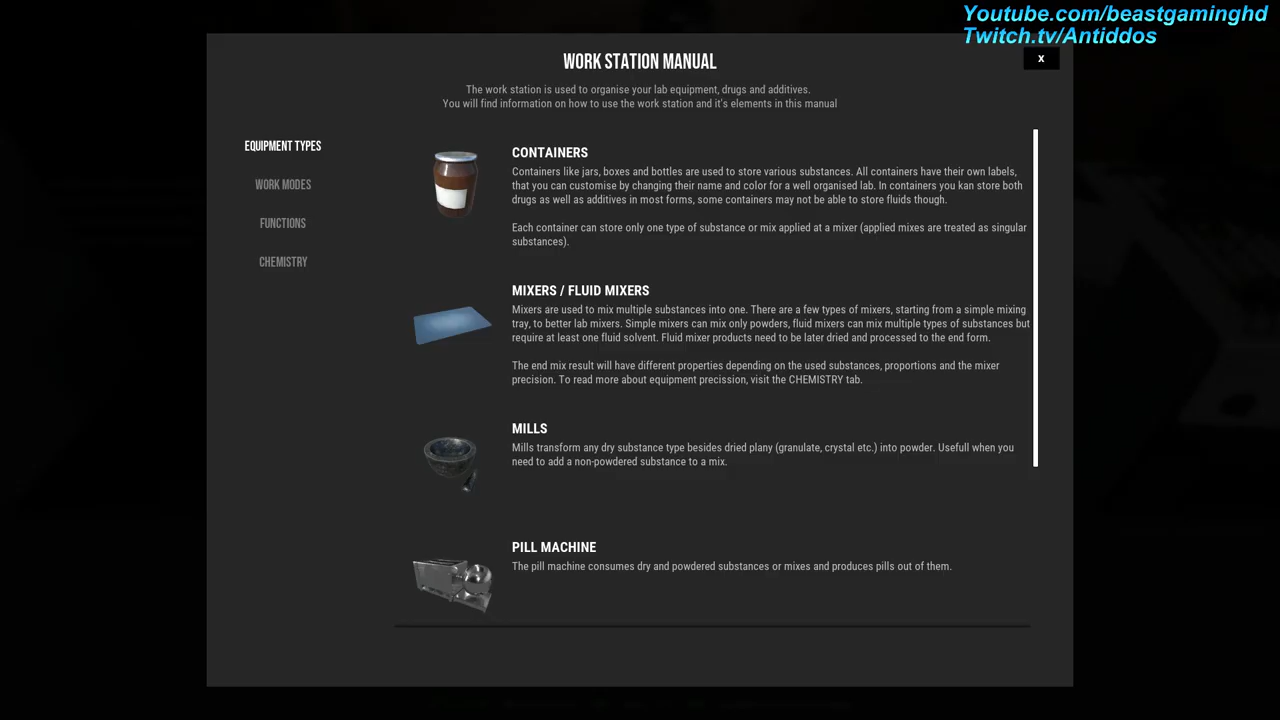 Youtube.com/beastgaminghd
Twitch.tv/Antiddos
WORK STATION MANUAL
X
The work station is used to organise your lab equipment, drugs and additives.
You will find information on how to use the work station and it's elements in this manual
EQUIPMENT TYPES
WORK MODES
FUNCTIONS
CHEMISTRY
CONTAINERS
Containers like jars, boxes and bottles are used to store various substances. All containers have their own labels,
that you can customise by changing their name and color for a well organised lab. In containers you kan store both
drugs as well as additives in most forms, some containers may not be able to store fluids though.
Each container can store only one type of substance or mix applied at a mixer (applied mixes are treated as singular
substances).
MIXERS / FLUID MIXERS
Mixers are used to mix multiple substances into one. There are a few types of mixers, starting from a simple mixing
tray, to better lab mixers. Simple mixers can mix only powders, fluid mixers can mix multiple types of substances but
require at least one fluid solvent. Fluid mixer products need to be later dried and processed to the end form.
The end mix result will have different properties depending on the used substances, proportions and the mixer
precision. To read more about equipment precission, visit the CHEMISTRY tab.
MILLS
Mills transform any dry substance type besides dried plany (granulate, crystal etc.) into powder. Usefull when you
need to add a non-powdered substance to a mix.
PILL MACHINE
The pill machine consumes dry and powdered substances or mixes and produces pills out of them.